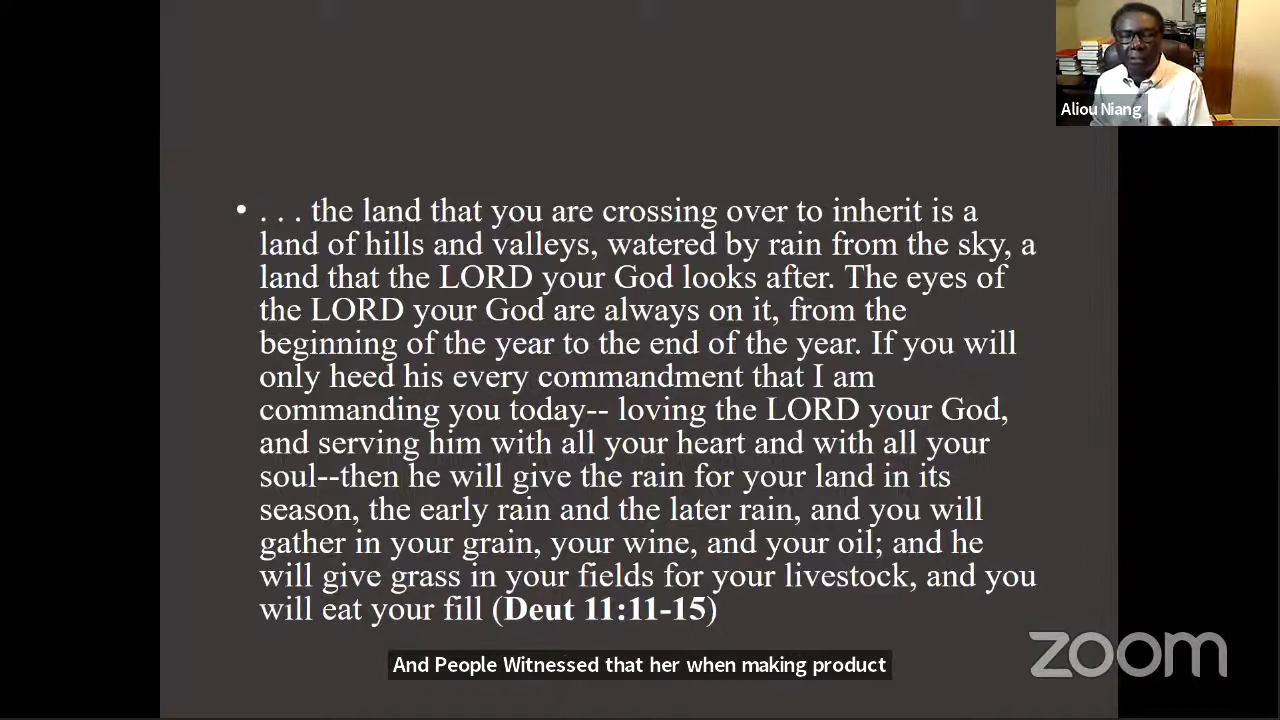 Aliou Niang
• . . . the land that you are crossing over to inherit is a
land of hills and valleys, watered by rain from the sky, a
land that the LORD your God looks after. The eyes of
the LORD your God are always on it, from the
beginning of the year to the end of the year. If you will
only heed his every commandment that I am
commanding you today-- loving the LORD your God,
and serving him with all your heart and with all your
soul--then he will give the rain for your land in its
season, the early rain and the later rain, and you will
gather in your grain, your wine, and your oil; and he
will give grass in your fields for your livestock, and you
will eat your fill (Deut 11:11-15)
And People Witnessed that her when making product
zoom